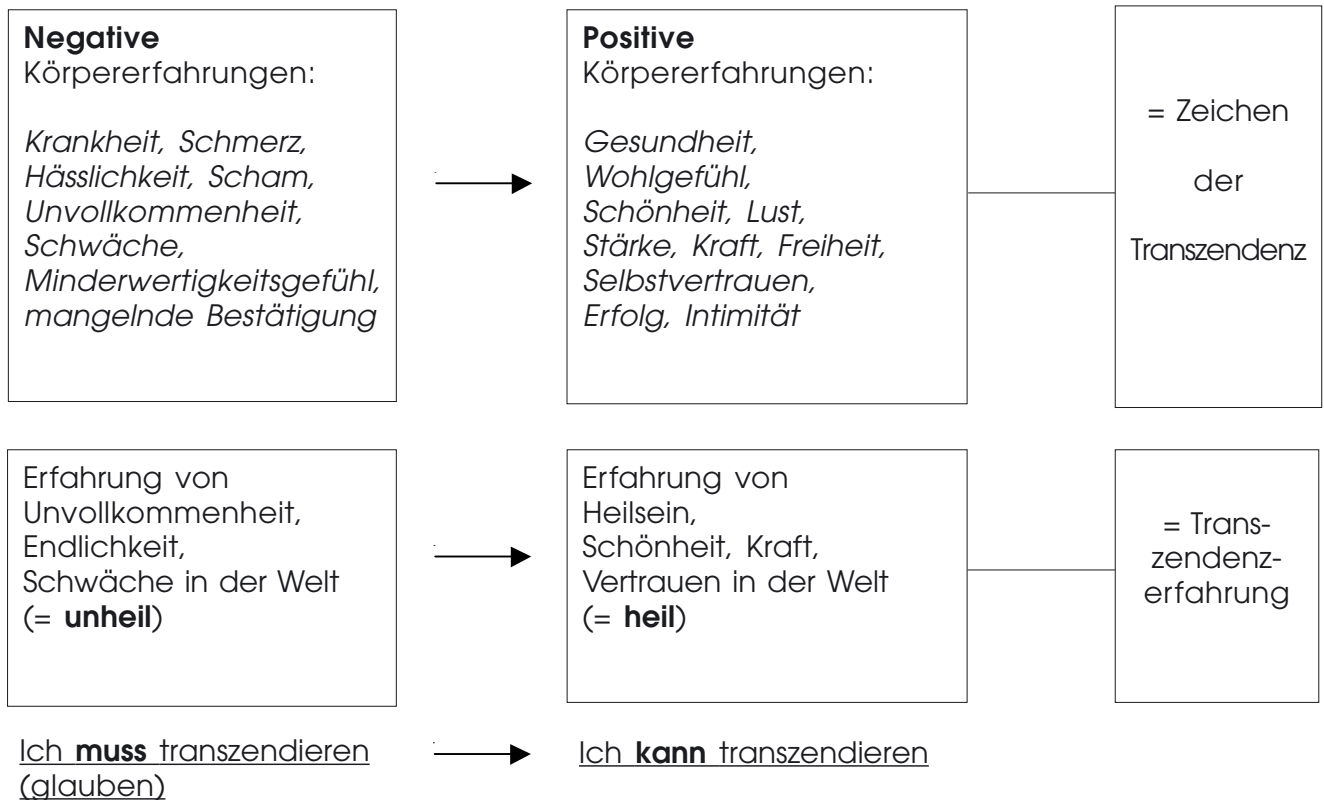 Negative
Körpererfahrungen:
Krankheit, Schmerz,
Hässlichkeit, Scham,
Unvollkommenheit,
Schwäche,
Minderwertigkeitsgefühl,
mangelnde Bestätigung
Positive
Körpererfahrungen:
Gesundheit,
Wohlgefühl,
Schönheit, Lust,
Stärke, Kraft, Freiheit,
Selbstvertrauen,
Erfolg, Intimität
= Zeichen
der
Transzendenz
Erfahrung von
Unvollkommenheit,
Endlichkeit,
Schwäche in der Welt
(= unheil)
Erfahrung von
Heilsein,
Schönheit, Kraft,
Vertrauen in der Welt
(= heil)
= Trans-
zendenz-
erfahrung
Ich muss transzendieren
(glauben)
Ich kann transzendieren